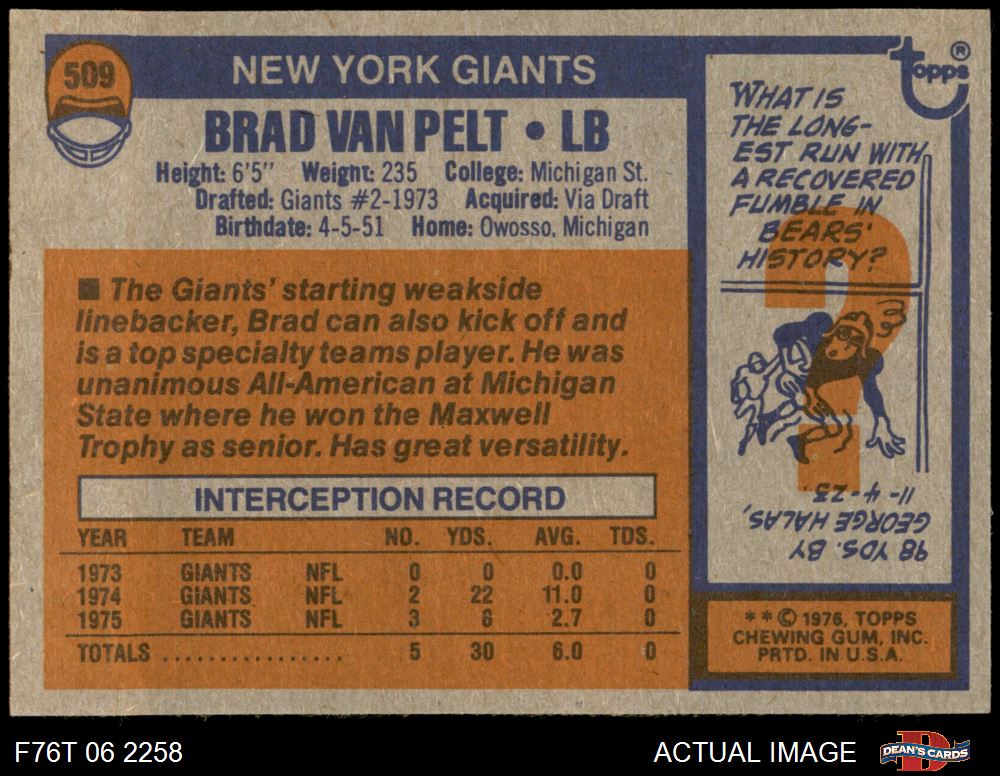 509
NEW YORK GIANTS
BRAD VAN PELT • LB
Height: 6'5" Weight: 235 College: Michigan St.
Drafted: Giants #2-1973 Acquired: Via Draft
Birthdate: 4-5-51 Home: Owosso, Michigan
■ The Giants' starting weakside
linebacker, Brad can also kick off and
is a top specialty teams player. He was
unanimous All-American at Michigan
State where he won the Maxwell
Trophy as senior. Has great versatility.
INTERCEPTION RECORD
YEAR TEAM NO. YDS. AVG. TDS.
1973 GIANTS NFL 0 0 0.0 0
1974 GIANTS NFL 2 22 11.0 0
1975 GIANTS NFL 3 8 2.7 0
TOTALS .................. 5 30 6.0 0
Topps ®
WHAT IS
THE LONG-
EST RUN WITH
A RECOVERED
FUMBLE IN
BEARS'
HISTORY?
?
98 YDS. BY
GEORGE HALAS,
11-4-23.
* * © 1976, TOPPS
CHEWING GUM, INC.
PRTD. IN U.S.A.
F76T 06 2258
ACTUAL IMAGE
D
DEAN'S CARDS